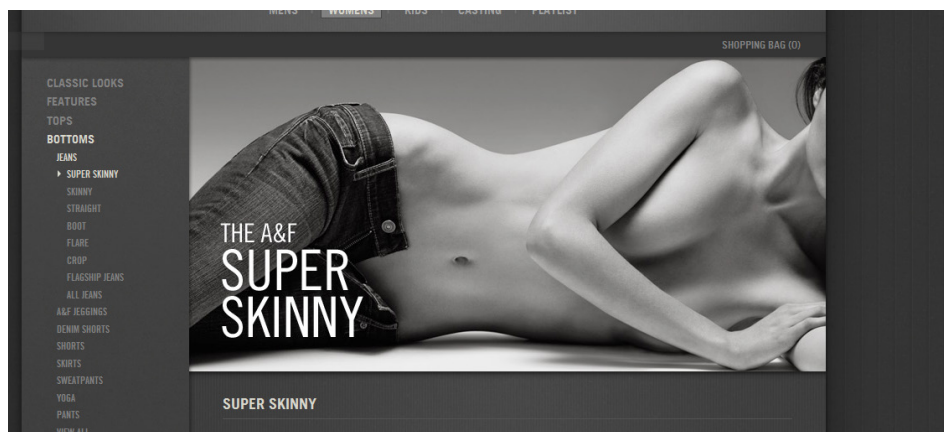 MENS
WOMENS
KIDS
CASTING
PLAYLIST
SHOPPING BAG (0)
CLASSIC LOOKS
FEATURES
TOPS
BOTTOMS
JEANS
SUPER SKINNY
SKINNY
STRAIGHT
BOOT
FLARE
CROP
FLAGSHIP JEANS
ALL JEANS
A&F JEGGINGS
DENIM SHORTS
SHORTS
SKIRTS
SWEATPANTS
YOGA
PANTS
VIEW ALL
THE A&F
SUPER
SKINNY
SUPER SKINNY